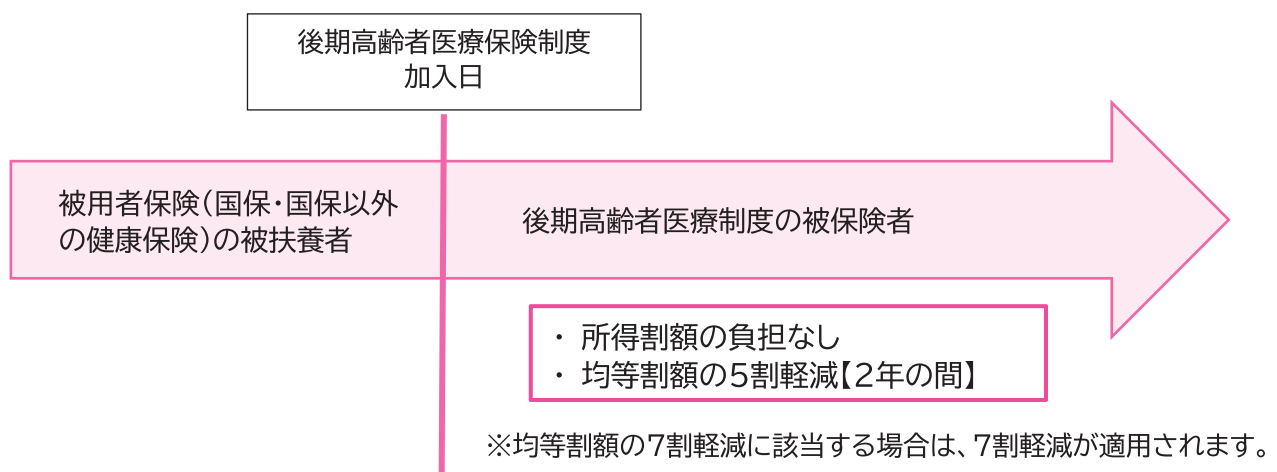 後期高齢者医療保険制度
加入日
被用者保険(国保・国保以外
の健康保険)の被扶養者
後期高齢者医療制度の被保険者
・ 所得割額の負担なし
・ 均等割額の5割軽減【2年の間】
※均等割額の7割軽減に該当する場合は、7割軽減が適用されます。